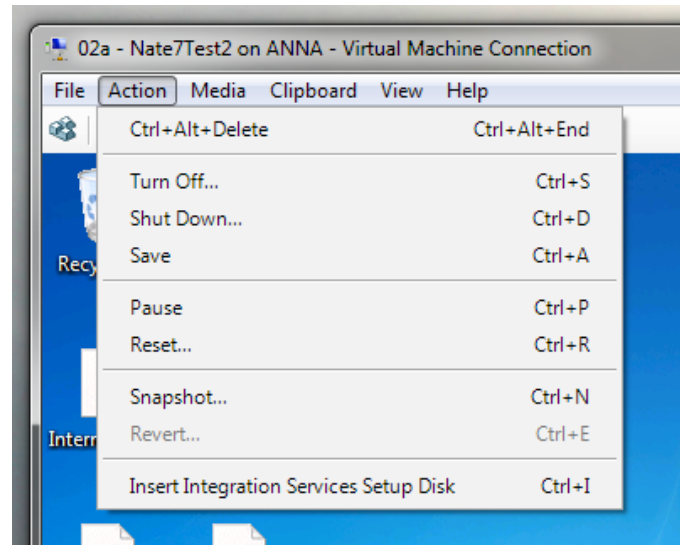 02a - Nate7Test2 on ANNA - Virtual Machine Connection
File Action Media Clipboard View Help
Ctrl+Alt+Delete Ctrl+Alt+End
Turn Off... Ctrl+S
Shut Down... Ctrl+D
Save Ctrl+A
Recy
Pause Ctrl+P
Reset... Ctrl+R
Snapshot... Ctrl+N
Intern
Revert... Ctrl+E
Insert Integration Services Setup Disk Ctrl+I